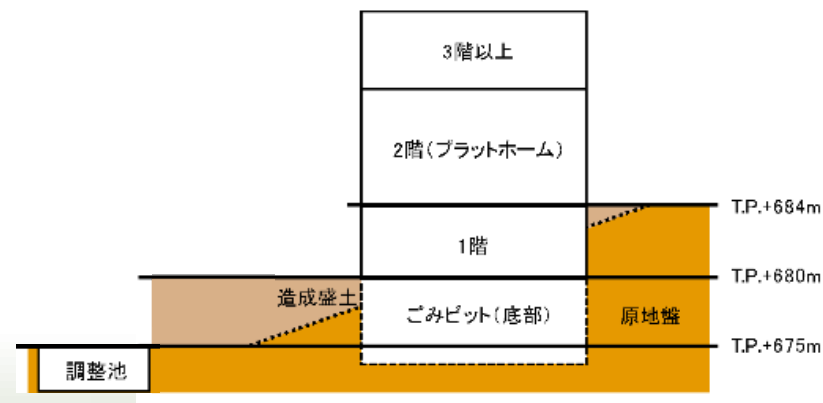 3階以上
2階(プラットホーム)
T.P.+684m
1階
T.P.+680m
造成盛土
ごみピット(底部)
原地盤
T.P.+675m
調整池